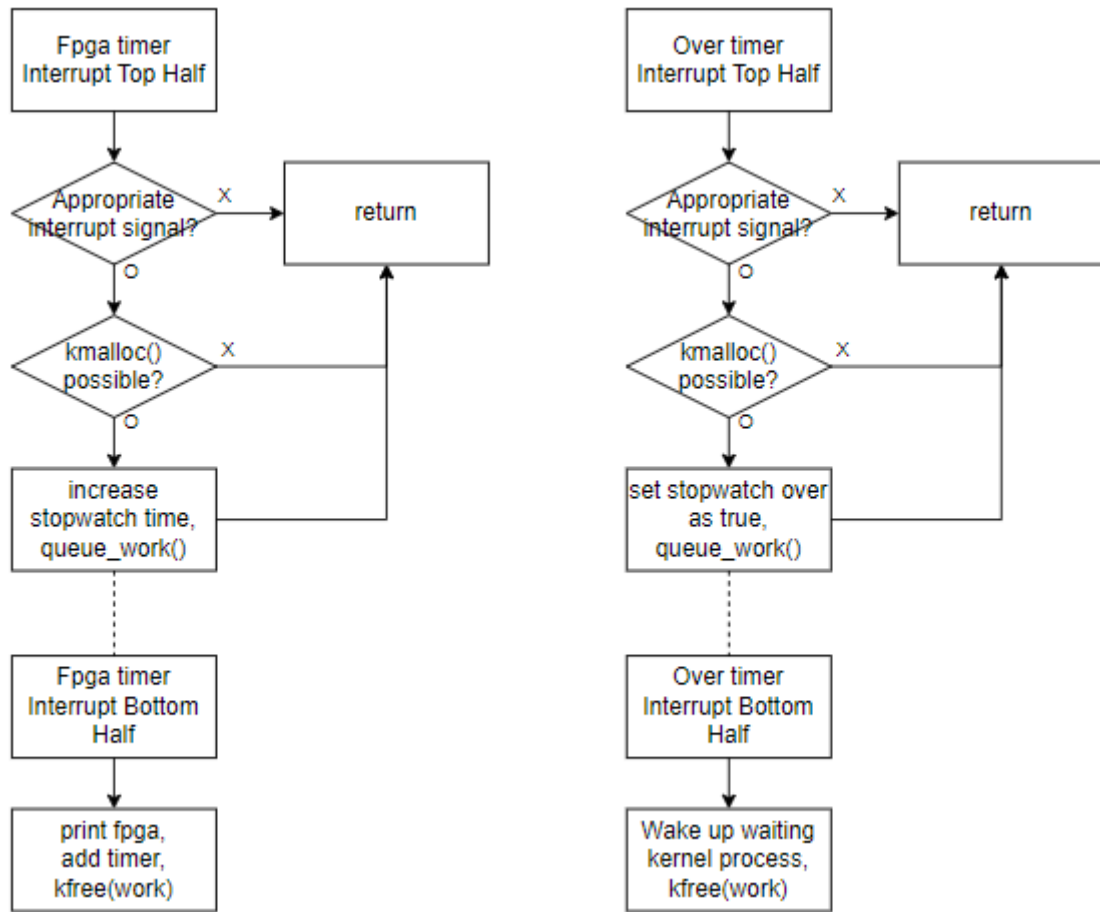 Fpga timer
Interrupt Top Half
Appropriate
interrupt signal?
X
return
O
kmalloc()
possible?
X
O
increase
stopwatch time,
queue_work()
Fpga timer
Interrupt Bottom
Half
print fpga,
add timer,
kfree(work)
Over timer
Interrupt Top Half
Appropriate
interrupt signal?
X
return
O
kmalloc()
possible?
X
O
set stopwatch over
as true,
queue_work()
Over timer
Interrupt Bottom
Half
Wake up waiting
kernel process,
kfree(work)